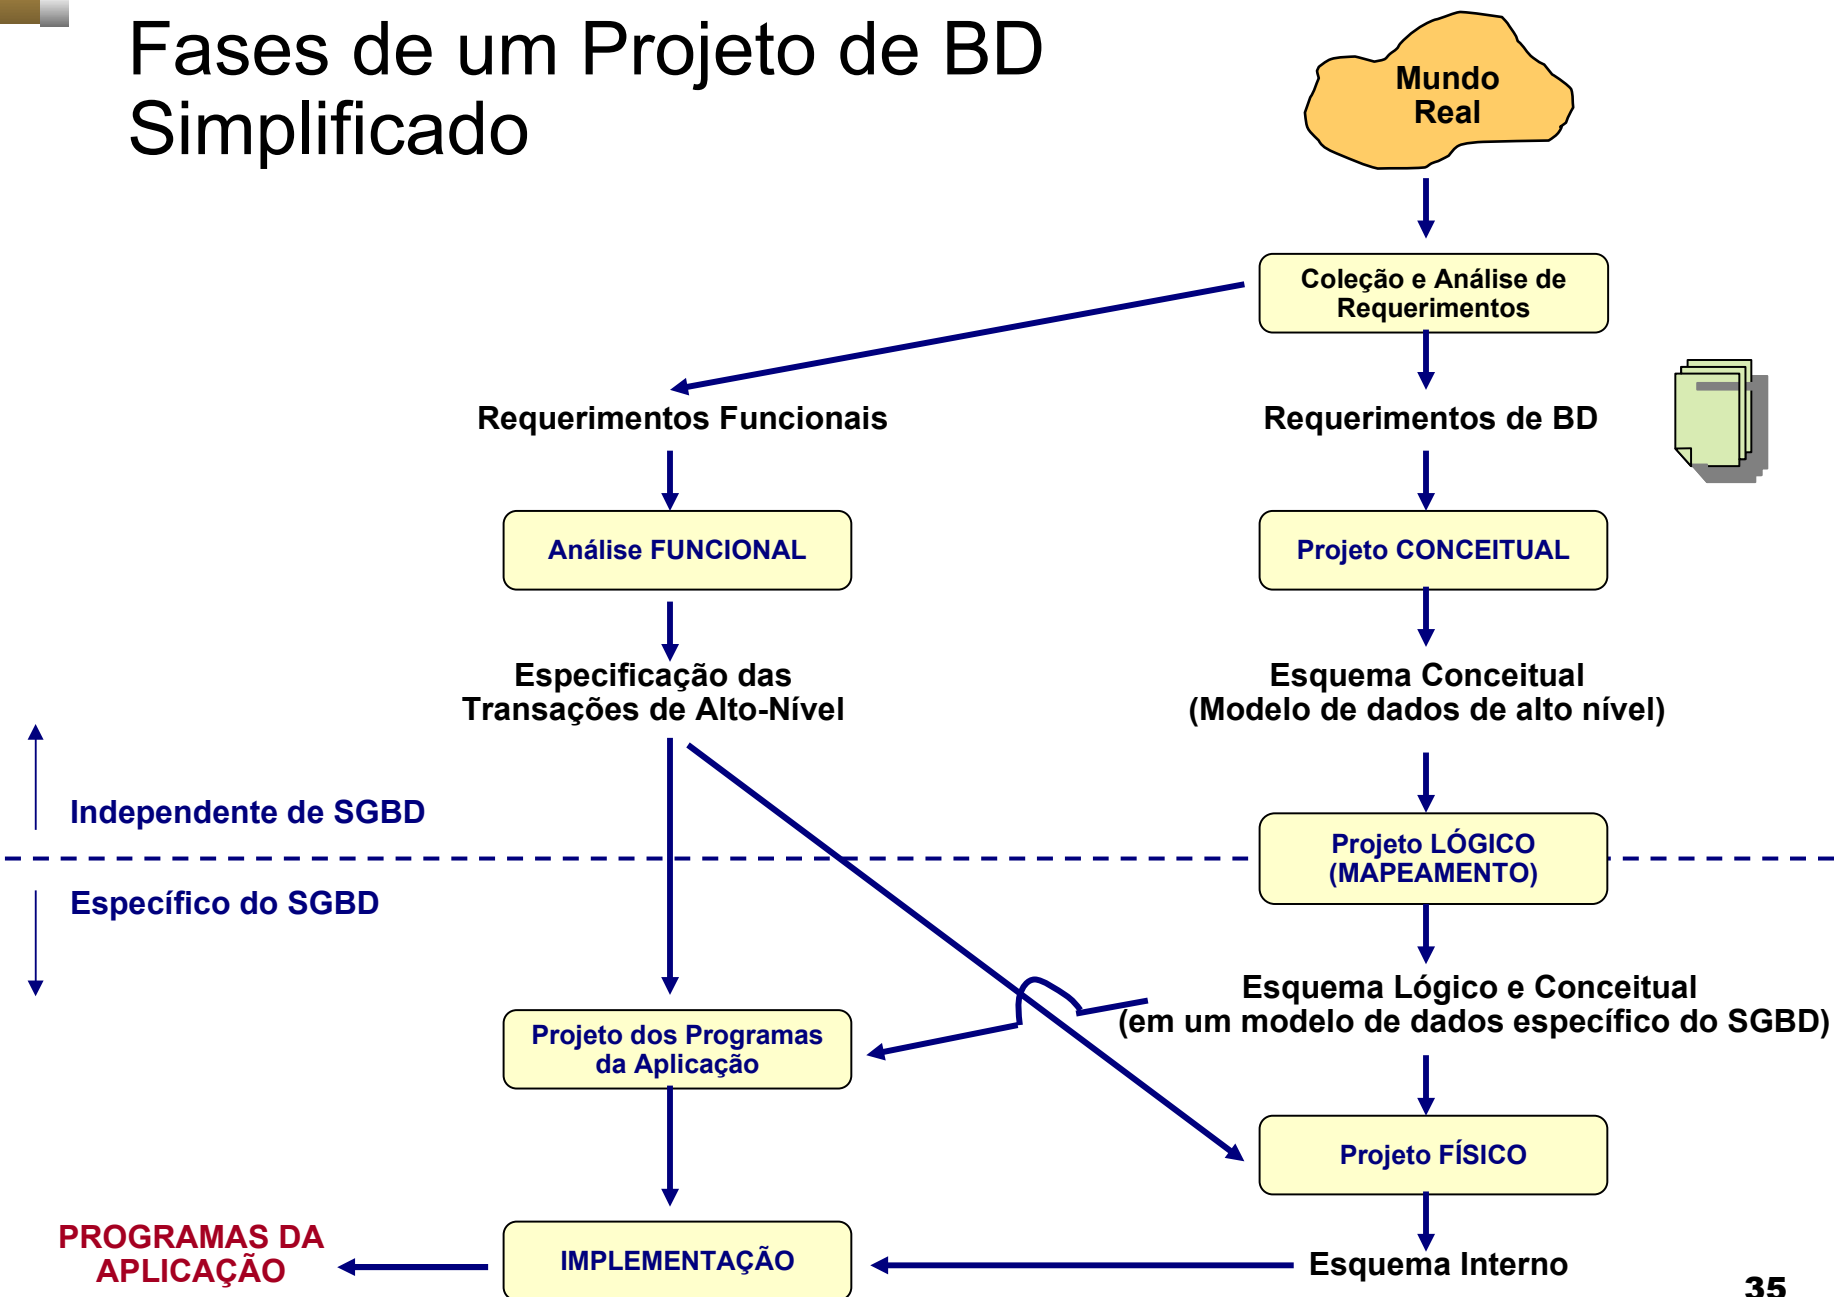 Fases de um Projeto de BD
Simplificado
Mundo
Real
Coleção e Análise de
Requerimentos
Requerimentos Funcionais
Requerimentos de BD
Análise FUNCIONAL
Projeto CONCEITUAL
Especificação das
Transações de Alto-Nível
Esquema Conceitual
(Modelo de dados de alto nível)
Independente de SGBD
Projeto LÓGICO
(MAPEAMENTO)
Específico do SGBD
Esquema Lógico e Conceitual
(em um modelo de dados específico do SGBD)
Projeto dos Programas
da Aplicação
Projeto FÍSICO
PROGRAMAS DA
APLICAÇÃO
IMPLEMENTAÇÃO
Esquema Interno
35